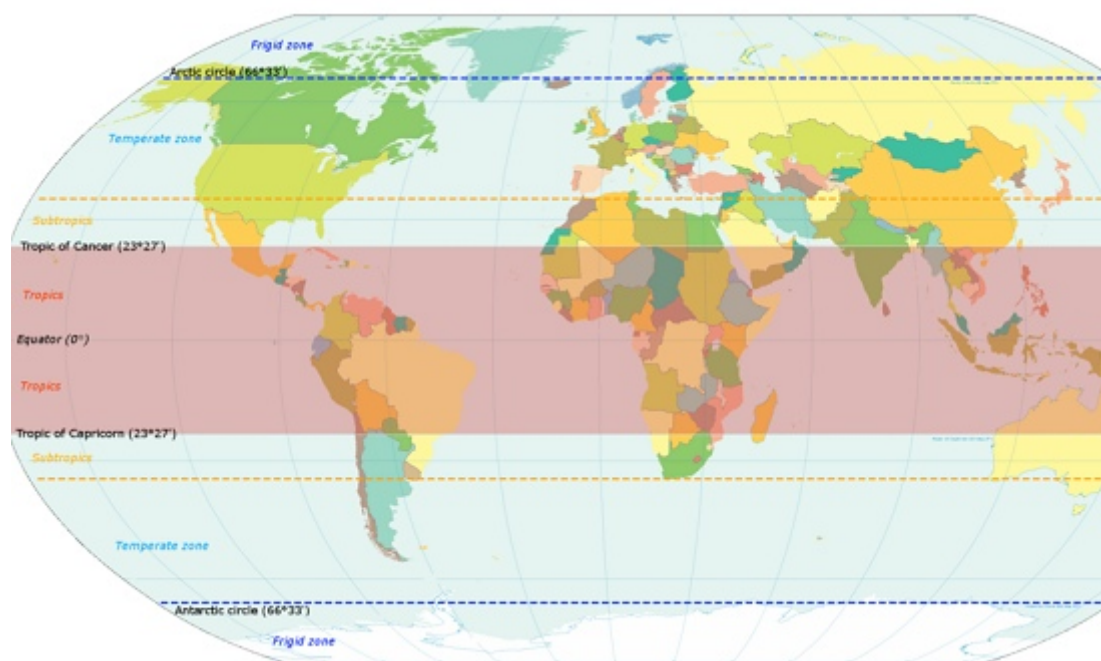 Frigid zone
Arctic circle (66°33')
Temperate zone
Subtropics
Tropic of Cancer (23°27')
Tropics
Equator (0°)
Tropics
Tropic of Capricorn (23°27')
Subtropics
Temperate zone
Antarctic circle (66°33')
Frigid zone